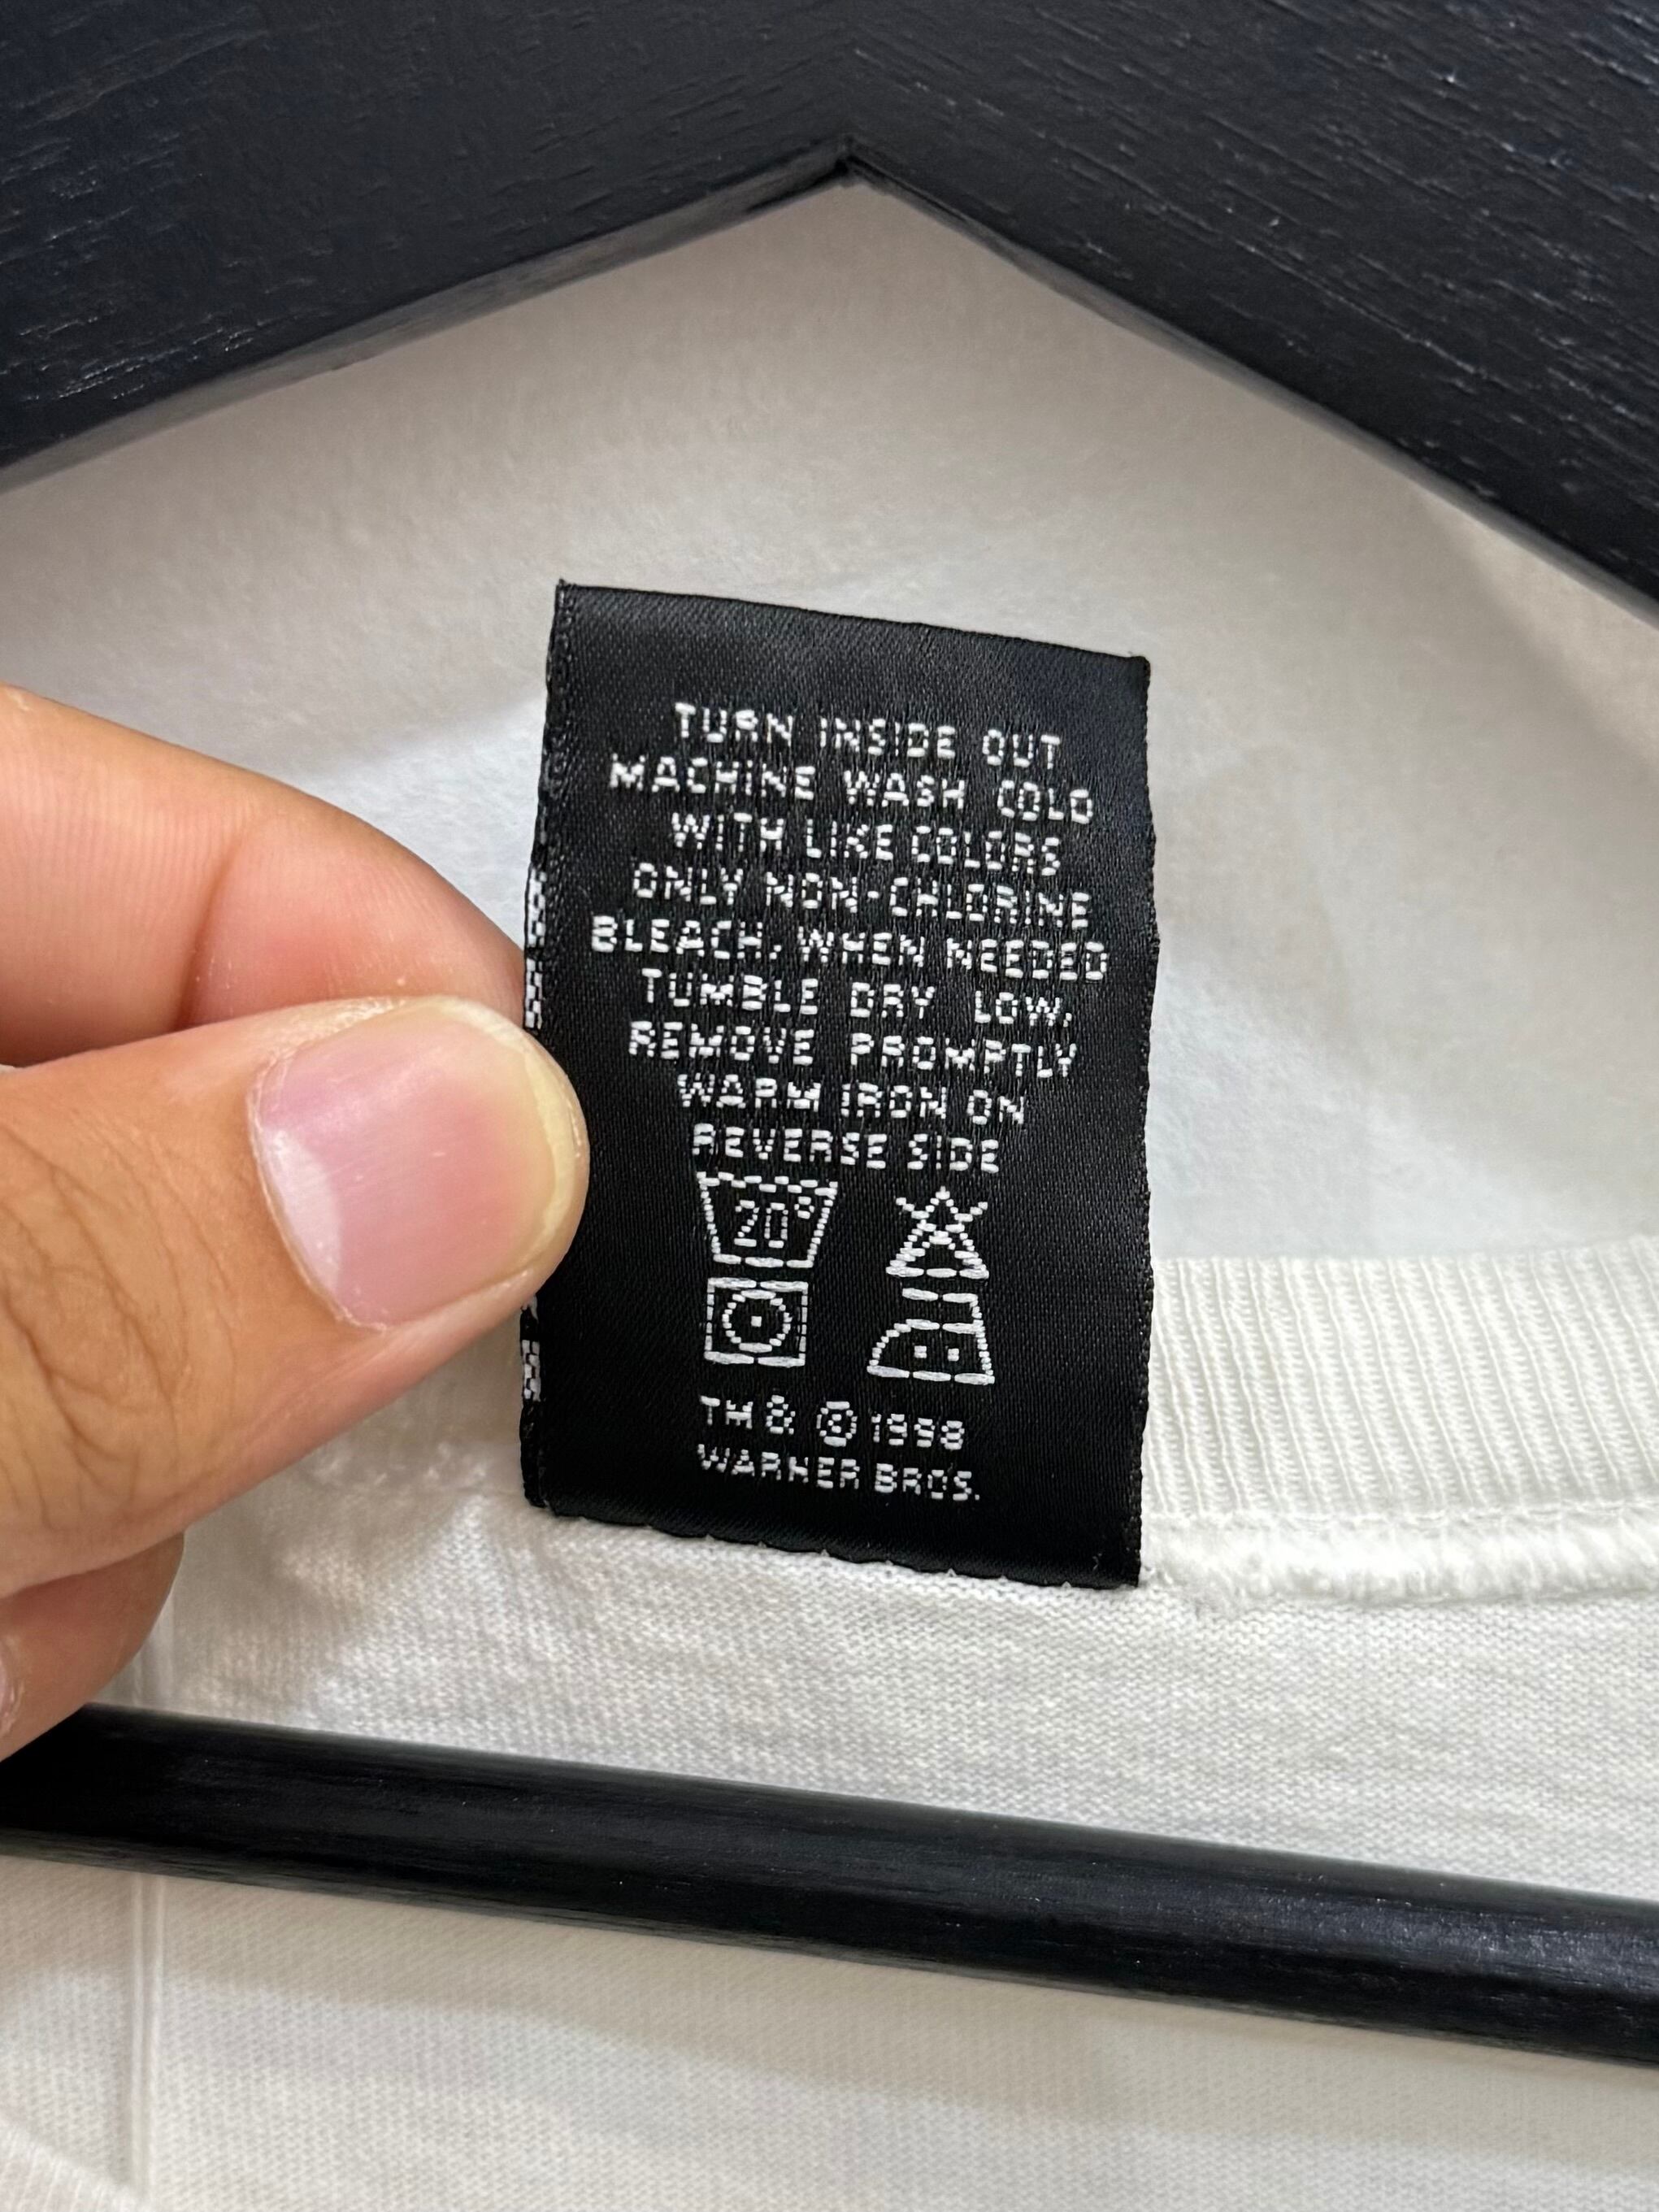 TURN INSIDE OUT
MACHINE WASH COLD
WITH LIKE COLORS
ONLY NON-CHLORINE
BLEACH, WHEN NEEDED
TUMBLE DRY LOW,
REMOVE PROMPTLY
WARM IRON ON
REVERSE SIDE
20°
TM & © 1998
WARNER BROS.